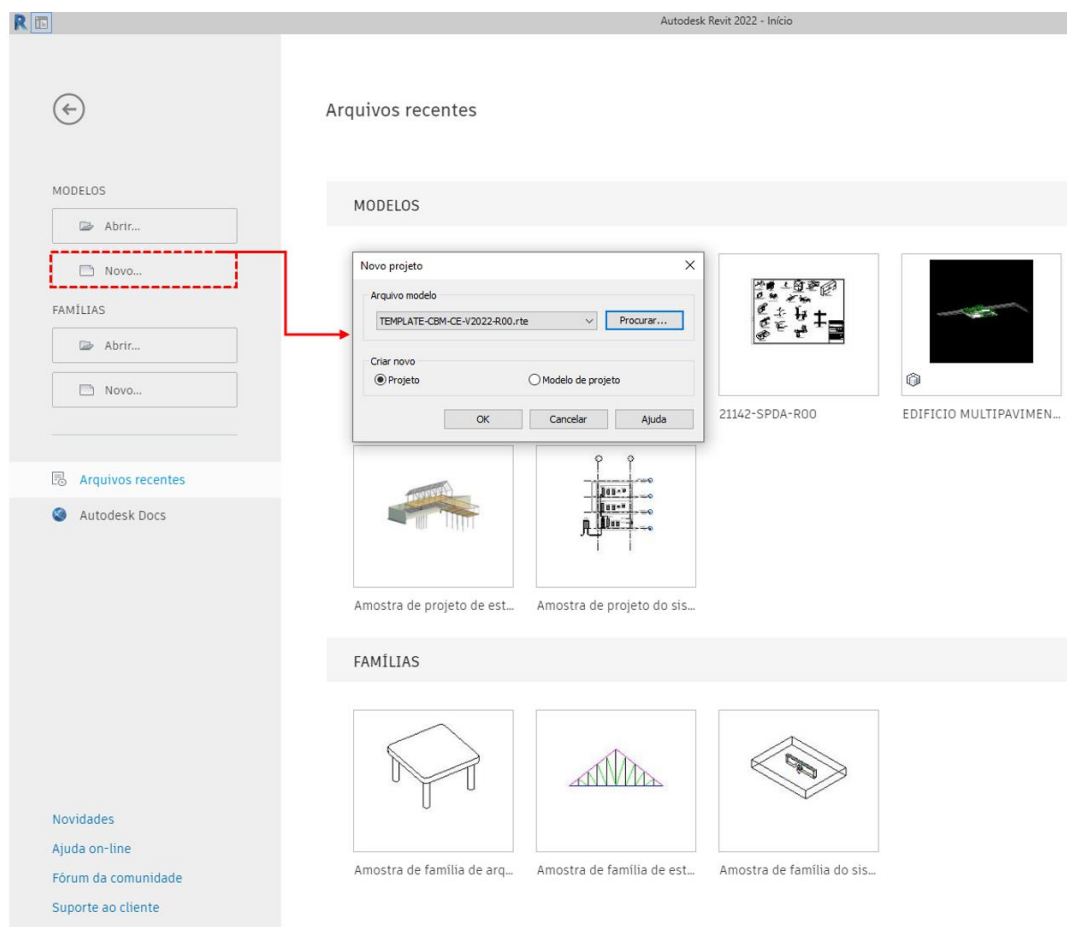 Autodesk Revit 2022 - Início
Arquivos recentes
MODELOS
Abrir...
Novo...
FAMÍLIAS
Abrir...
Novo...
Arquivos recentes
Autodesk Docs
Novidades
Ajuda on-line
Fórum da comunidade
Suporte ao cliente
MODELOS
Novo projeto
Arquivo modelo
TEMPLATE-CBM-CE-V2022-R00.rte
Procurar...
Criar novo
Projeto
Modelo de projeto
OK
Cancelar
Ajuda
21142-SPDA-R00
EDIFICIO MULTIPAVIMEN...
Amostra de projeto de est...
Amostra de projeto do sis...
FAMÍLIAS
Amostra de família de arq...
Amostra de família de est...
Amostra de família do sis...